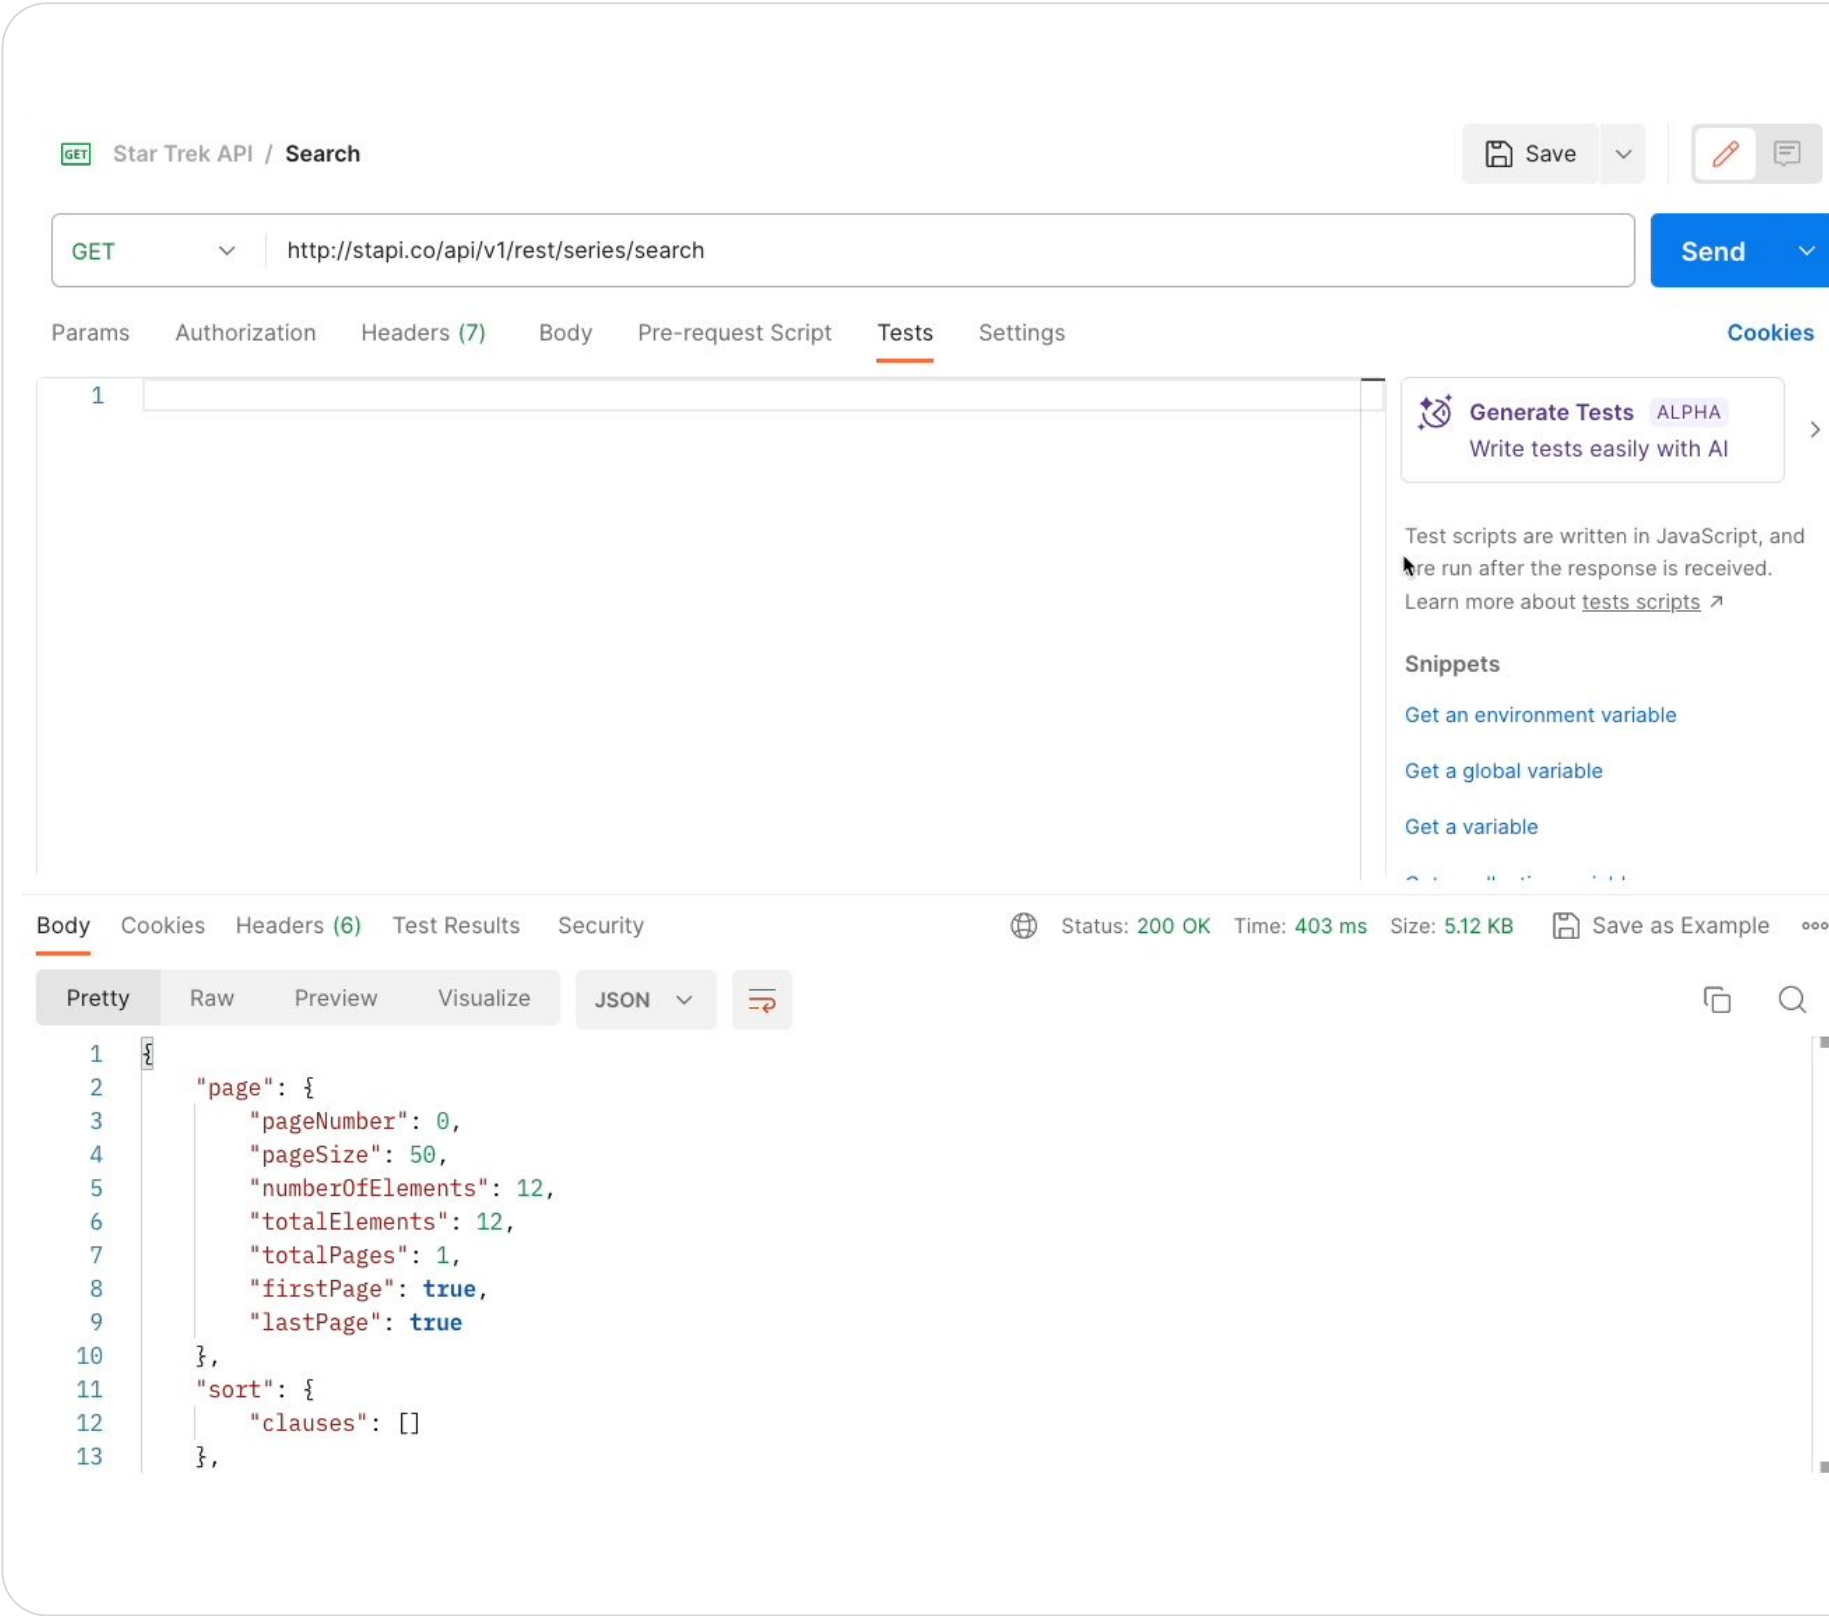 GET Star Trek API / Search
Save
GET http://stapi.co/api/v1/rest/series/search
Send
Params Authorization Headers (7) Body Pre-request Script Tests Settings Cookies
1
Generate Tests ALPHA
Write tests easily with AI
Test scripts are written in JavaScript, and
are run after the response is received.
Learn more about tests scripts ↗
Snippets
Get an environment variable
Get a global variable
Get a variable
Body Cookies Headers (6) Test Results Security Status: 200 OK Time: 403 ms Size: 5.12 KB Save as Example
Pretty Raw Preview Visualize JSON
1 {
2 "page": {
3 "pageNumber": 0,
4 "pageSize": 50,
5 "numberOfElements": 12,
6 "totalElements": 12,
7 "totalPages": 1,
8 "firstPage": true,
9 "lastPage": true
10 },
11 "sort": {
12 "clauses": []
13 },